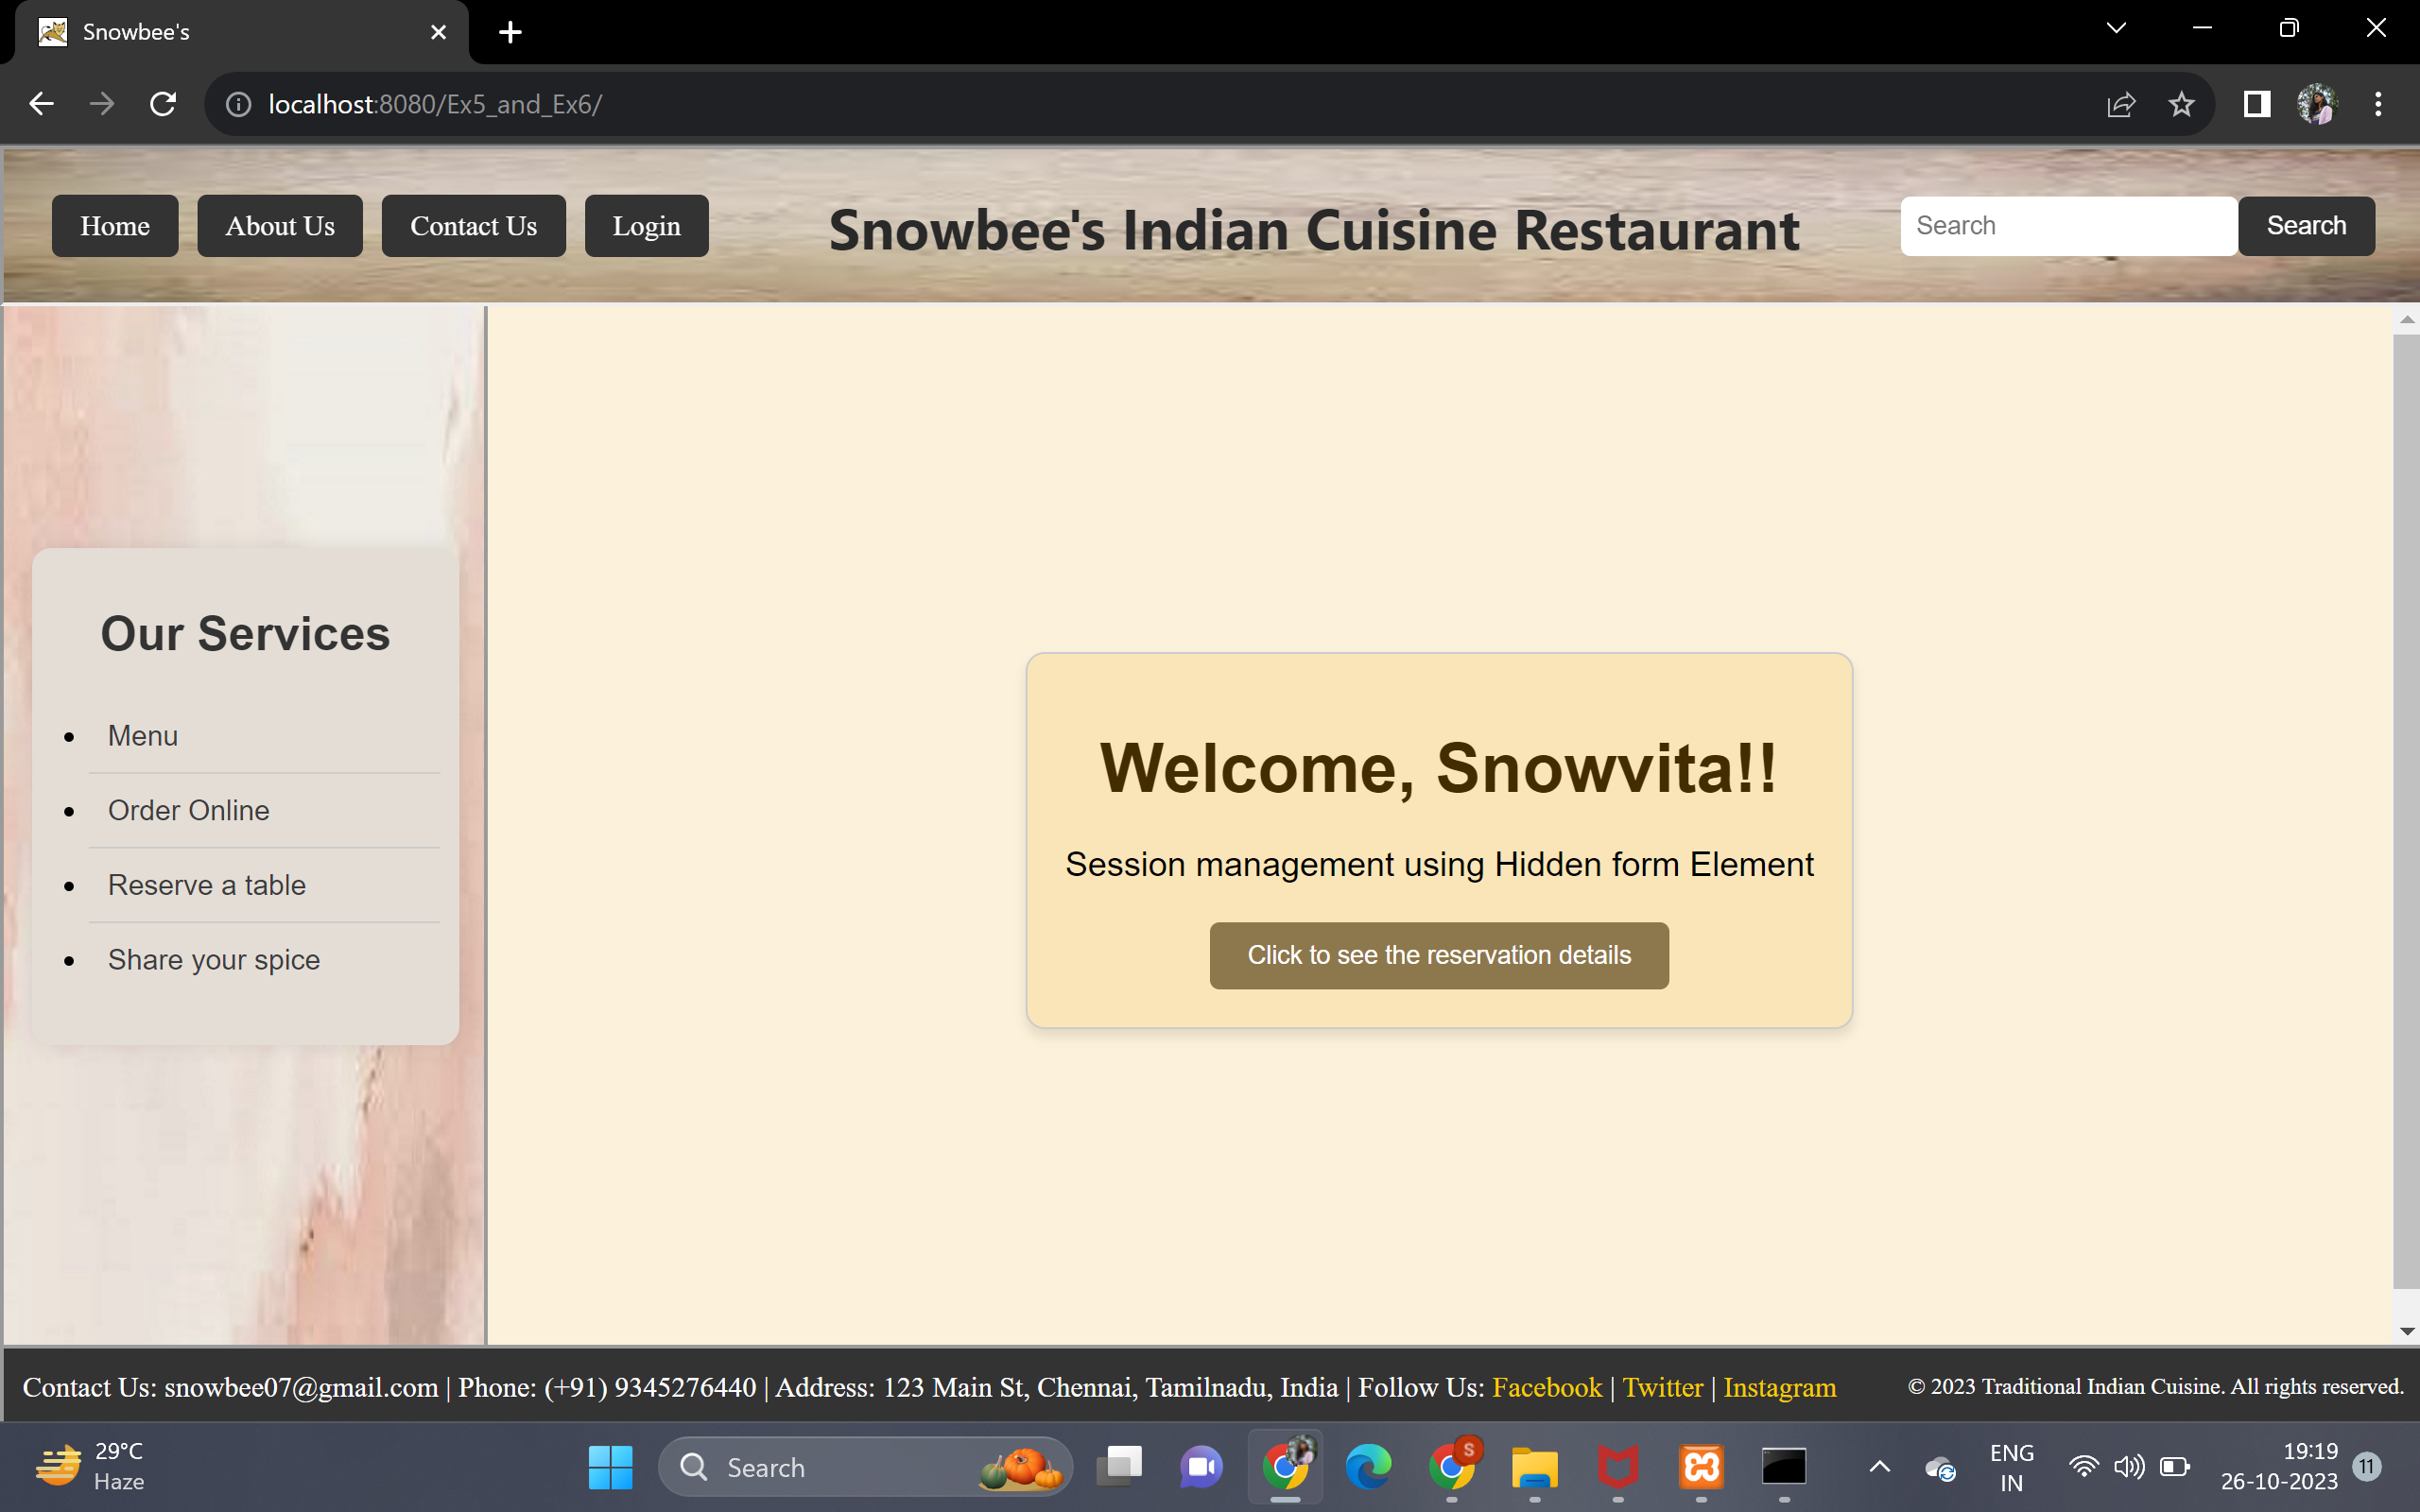 Snowbee's
localhost:8080/Ex5_and_Ex6/
Home About Us Contact Us Login Snowbee's Indian Cuisine Restaurant Search Search
Our Services
Menu
Order Online
Reserve a table
Share your spice
Welcome, Snowvita!!
Session management using Hidden form Element
Click to see the reservation details
Contact Us: snowbee07@gmail.com | Phone: (+91) 9345276440 | Address: 123 Main St, Chennai, Tamilnadu, India | Follow Us: Facebook | Twitter | Instagram © 2023 Traditional Indian Cuisine. All rights reserved.
29°C
Haze
Search
S
ENG
IN
19:19
26-10-2023
11